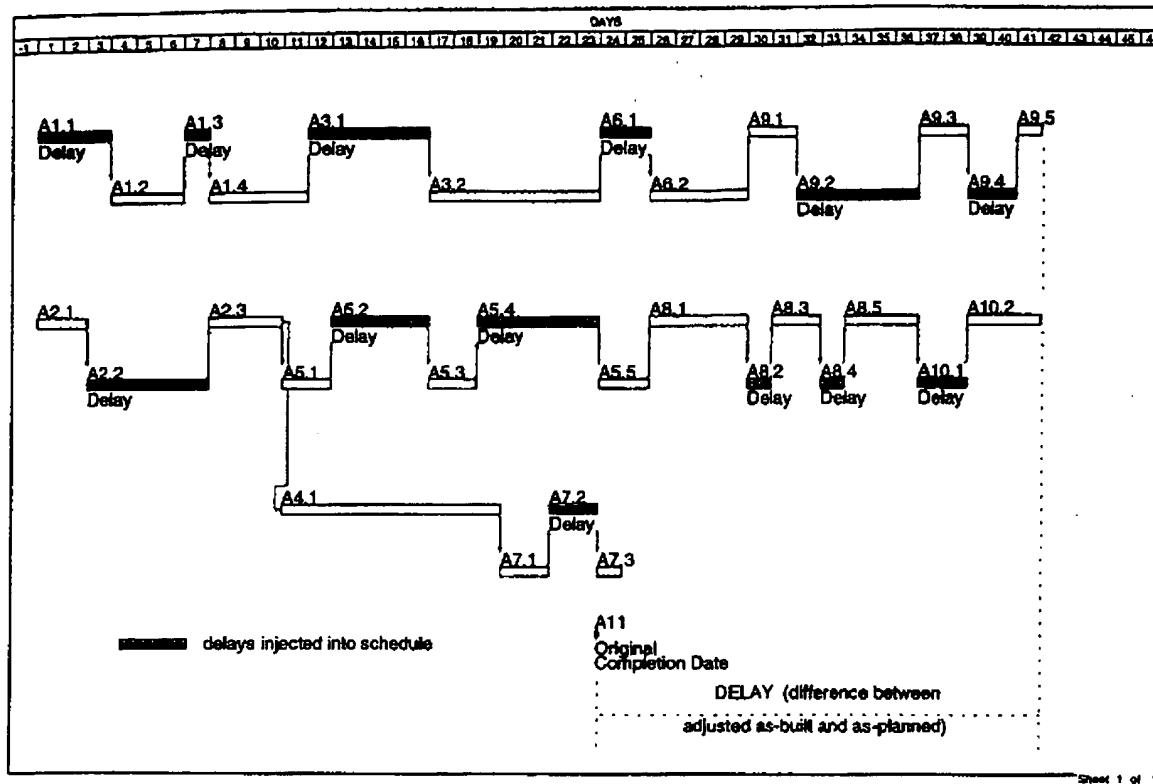 DAYS
-1 1 2 3 4 5 6 7 8 9 10 11 12 13 14 15 16 17 18 19 20 21 22 23 24 25 26 27 28 29 30 31 32 33 34 35 36 37 38 39 40 41 42 43 44 45 4
A1.1 A1.3 A3.1 A6.1 A9.1 A9.3 A9.5
Delay Delay Delay Delay
A1.2 A1.4 A3.2 A6.2 A9.2 A9.4
Delay Delay
A2.1 A2.3 A5.2 A5.4 A8.1 A8.3 A8.5 A10.2
Delay Delay
A2.2 A5.1 A5.3 A5.5 A8.2 A8.4 A10.1
Delay Delay Delay Delay
A4.1 A7.2
Delay
A7.1 A7.3
A11
delays injected into schedule
Original
Completion Date
DELAY (difference between
adjusted as-built and as-planned)
Sheet 1 of